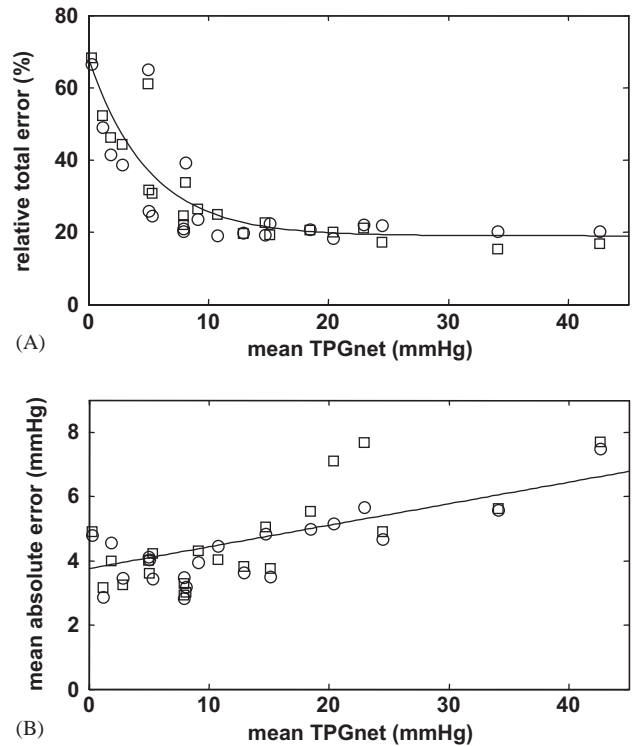 80
60
40
20
0
relative total error (%)
0 10 20 30 40
mean TPGnet (mmHg)
(A)
8
6
4
2
0
mean absolute error (mmHg)
0 10 20 30 40
mean TPGnet (mmHg)
(B)